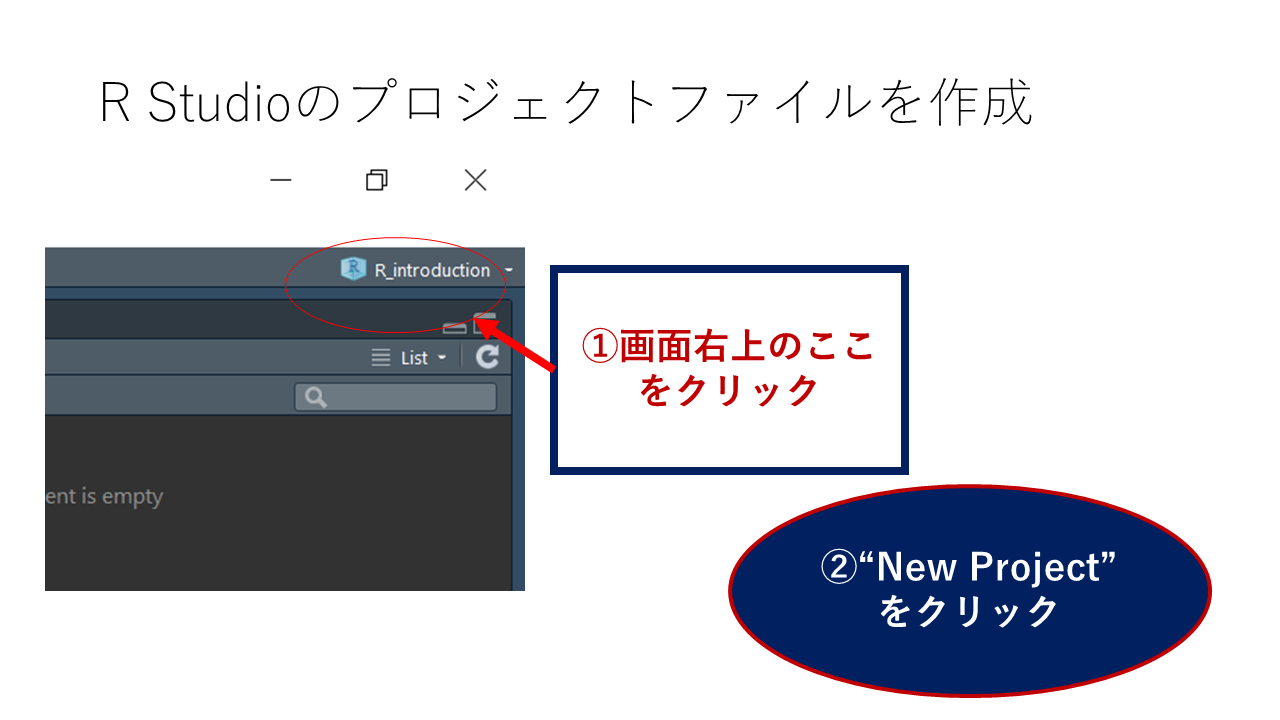 R Studioのプロジェクトファイルを作成
R_introduction
List
ent is empty
①画面右上のここ
をクリック
②“New Project”
をクリック